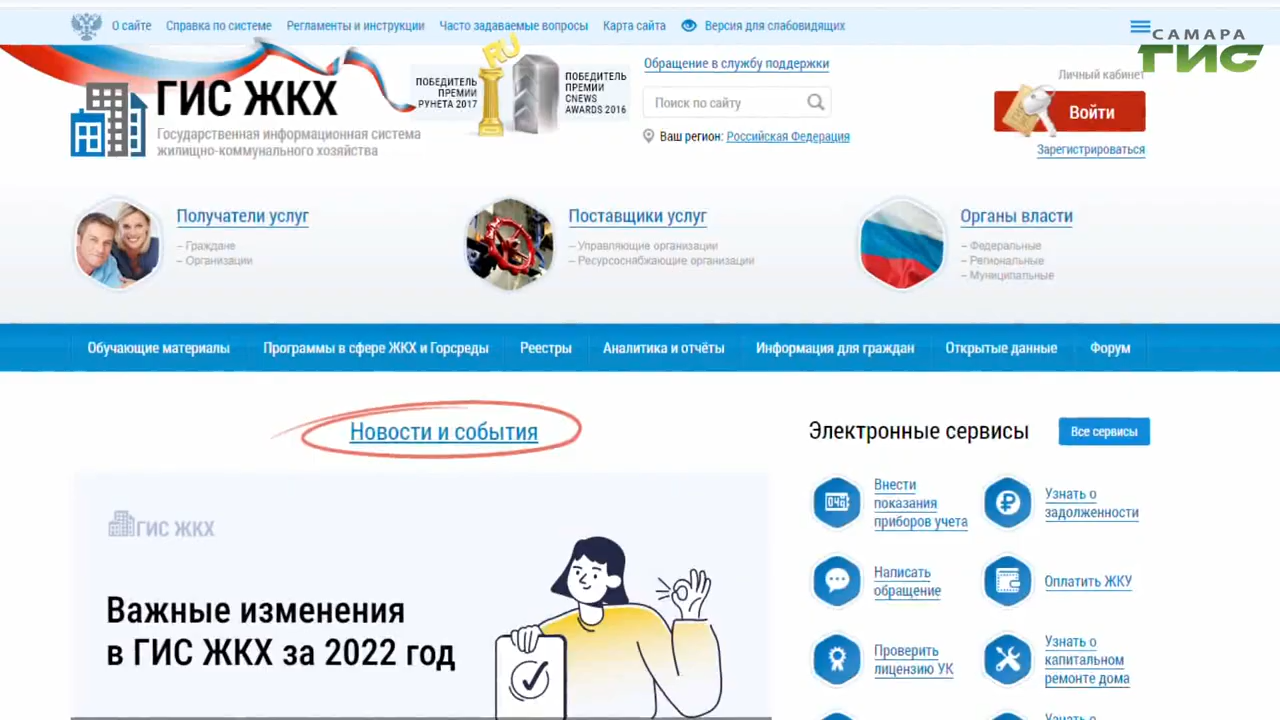 О сайте Справка по системе Регламенты и инструкции Часто задаваемые вопросы Карта сайта Версия для слабовидящих
САМАРА
ГИС
ГИС ЖКХ
Государственная информационная система
жилищно-коммунального хозяйства
ПОБЕДИТЕЛЬ
ПРЕМИИ
РУНЕТА 2017
RU
ПОБЕДИТЕЛЬ
ПРЕМИИ
CNEWS
AWARDS 2016
Обращение в службу поддержки
Поиск по сайту
Ваш регион: Российская Федерация
Личный кабинет
Войти
Зарегистрироваться
Получатели услуг
– Граждане
– Организации
Поставщики услуг
– Управляющие организации
– Ресурсоснабжающие организации
Органы власти
– Федеральные
– Региональные
– Муниципальные
Обучающие материалы Программы в сфере ЖКХ и Горсреды Реестры Аналитика и отчёты Информация для граждан Открытые данные Форум
Новости и события
ГИС ЖКХ
Важные изменения
в ГИС ЖКХ за 2022 год
Электронные сервисы
Все сервисы
Внести
показания
приборов учета
Узнать о
задолженности
Написать
обращение
Оплатить ЖКУ
Проверить
лицензию УК
Узнать о
капитальном
ремонте дома
Узнать о